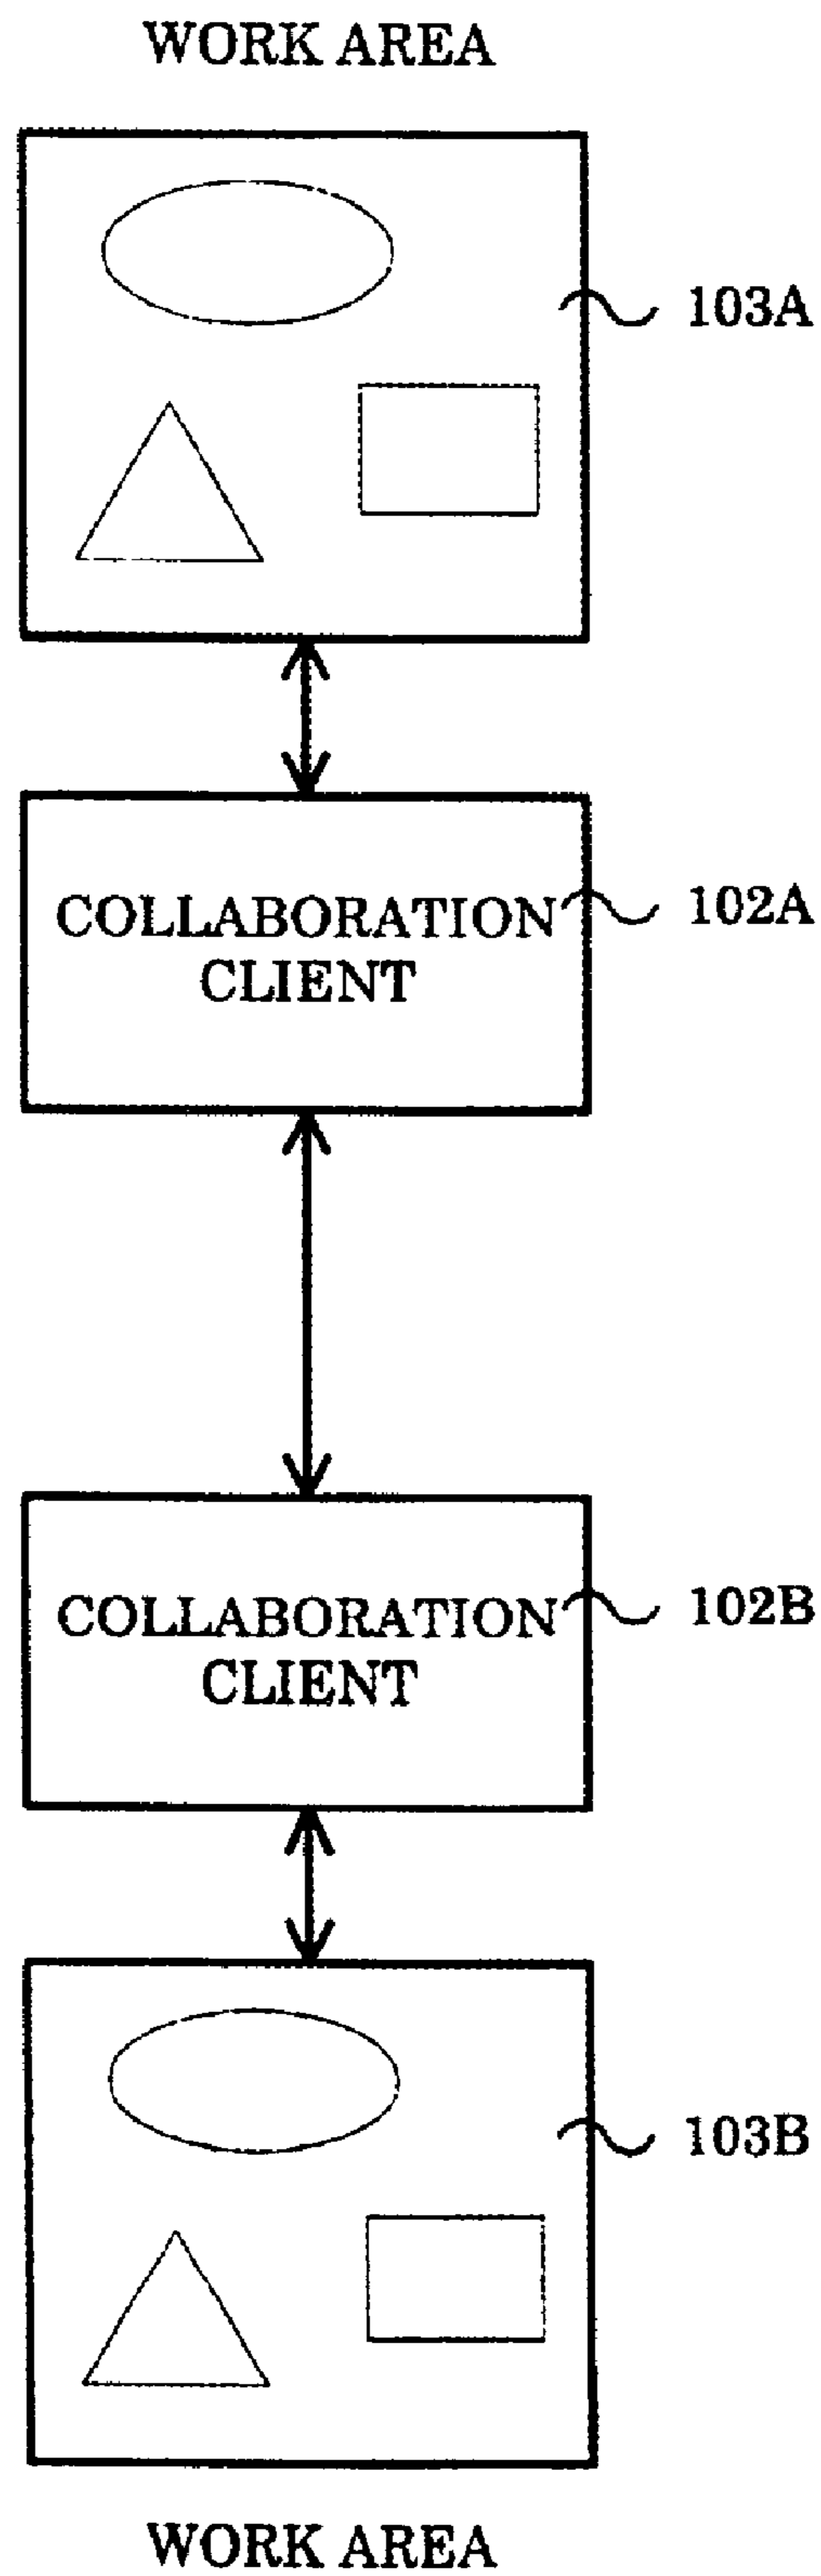 WORK AREA
103A
COLLABORATION
CLIENT
102A
COLLABORATION
CLIENT
102B
103B
WORK AREA